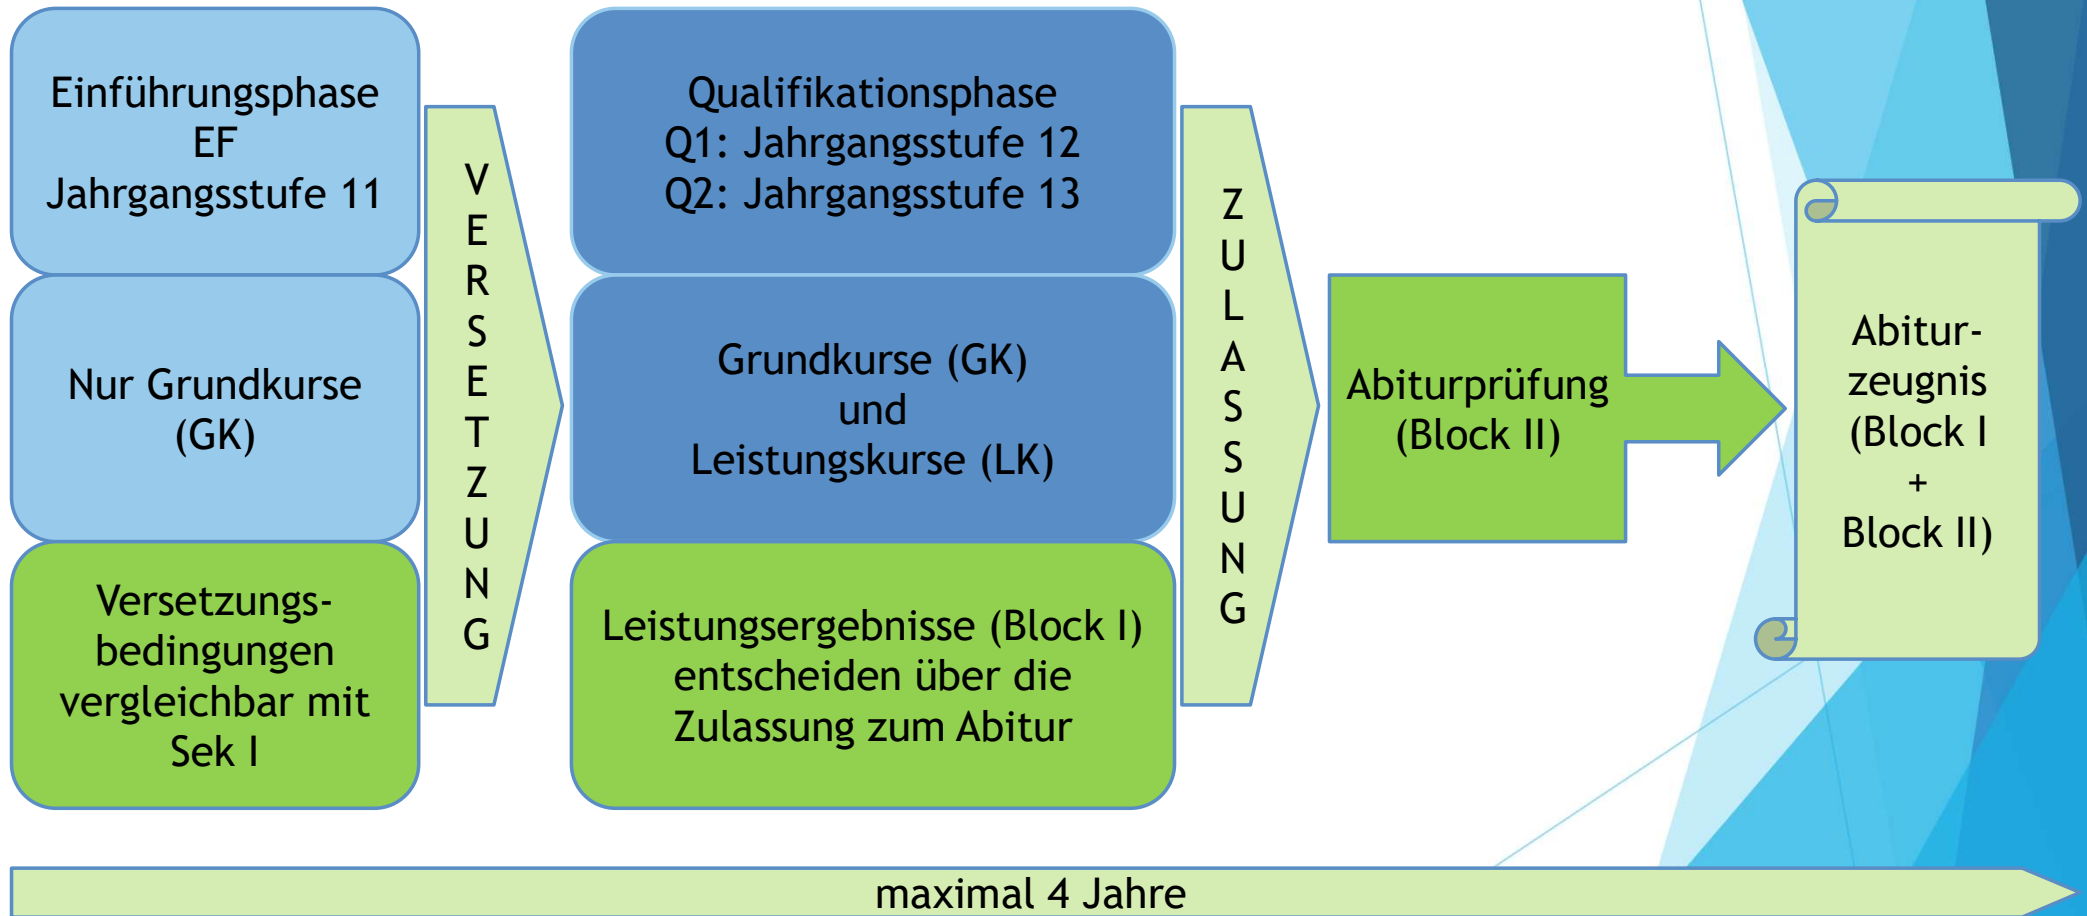 Einführungsphase
EF
Jahrgangsstufe 11
Nur Grundkurse
(GK)
Versetzungs-
bedingungen
vergleichbar mit
Sek I
VERSETZUNG
Qualifikationsphase
Q1: Jahrgangsstufe 12
Q2: Jahrgangsstufe 13
Grundkurse (GK)
und
Leistungskurse (LK)
Leistungsergebnisse (Block I)
entscheiden über die
Zulassung zum Abitur
ZULASSUNG
Abiturprüfung
(Block II)
Abitur-
zeugnis
(Block I
+
Block II)
maximal 4 Jahre